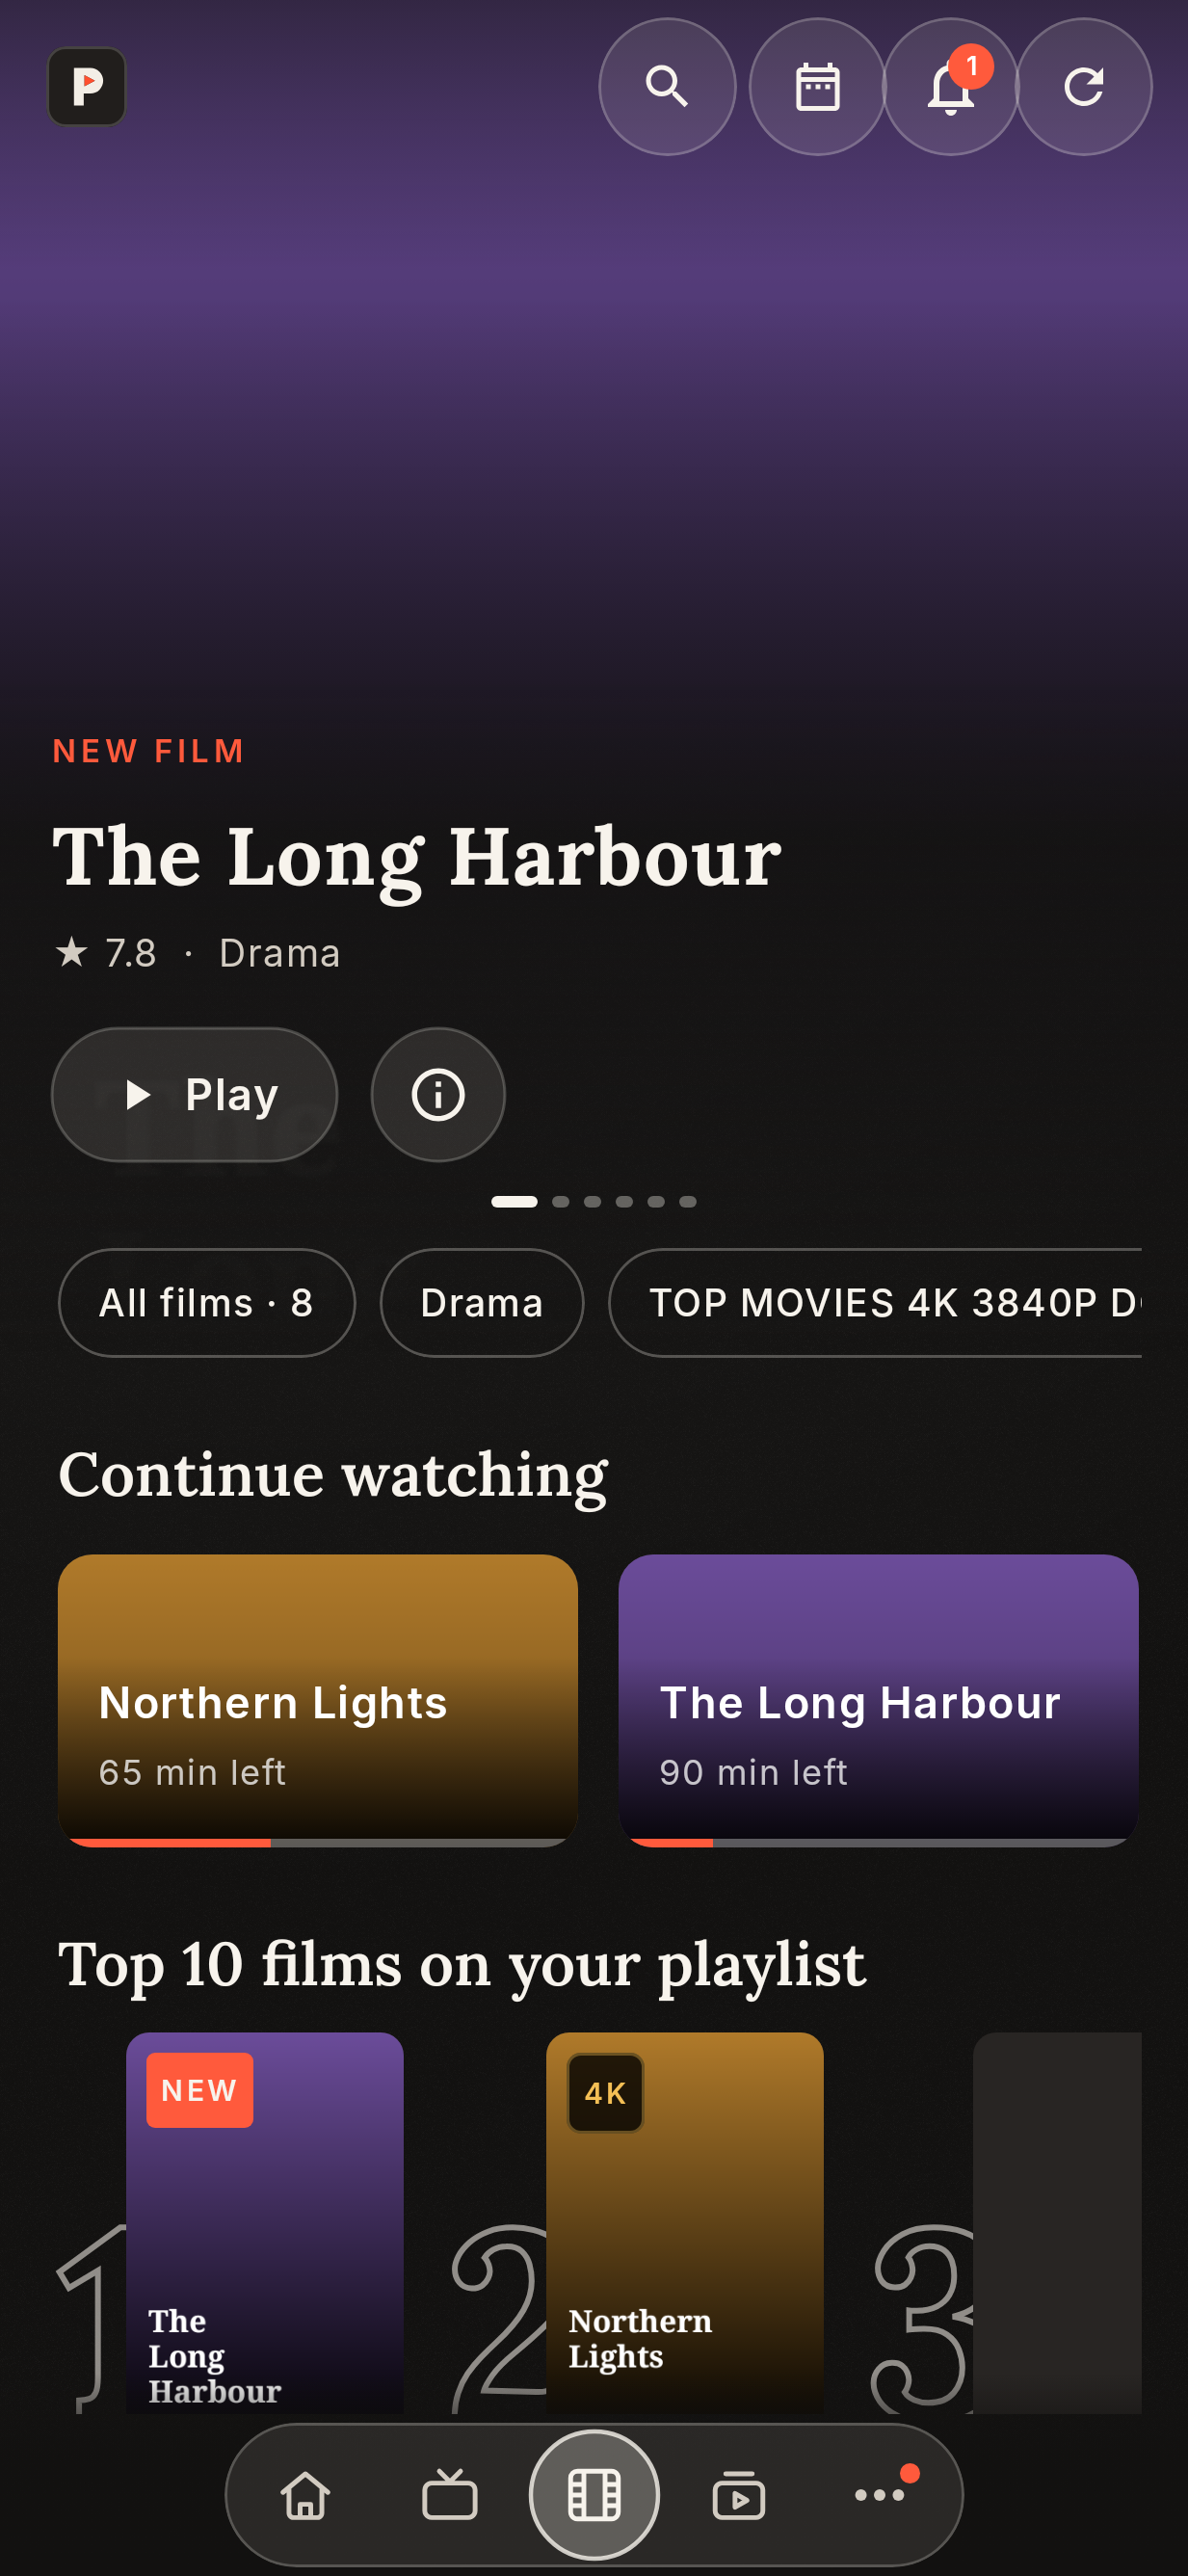 P
1
NEW FILM
The Long Harbour
★ 7.8 · Drama
Play
All films · 8
Drama
TOP MOVIES 4K 3840P
Continue watching
Northern Lights
65 min left
The Long Harbour
90 min left
Top 10 films on your playlist
1
NEW
The
Long
Harbour
2
4K
Northern
Lights
3